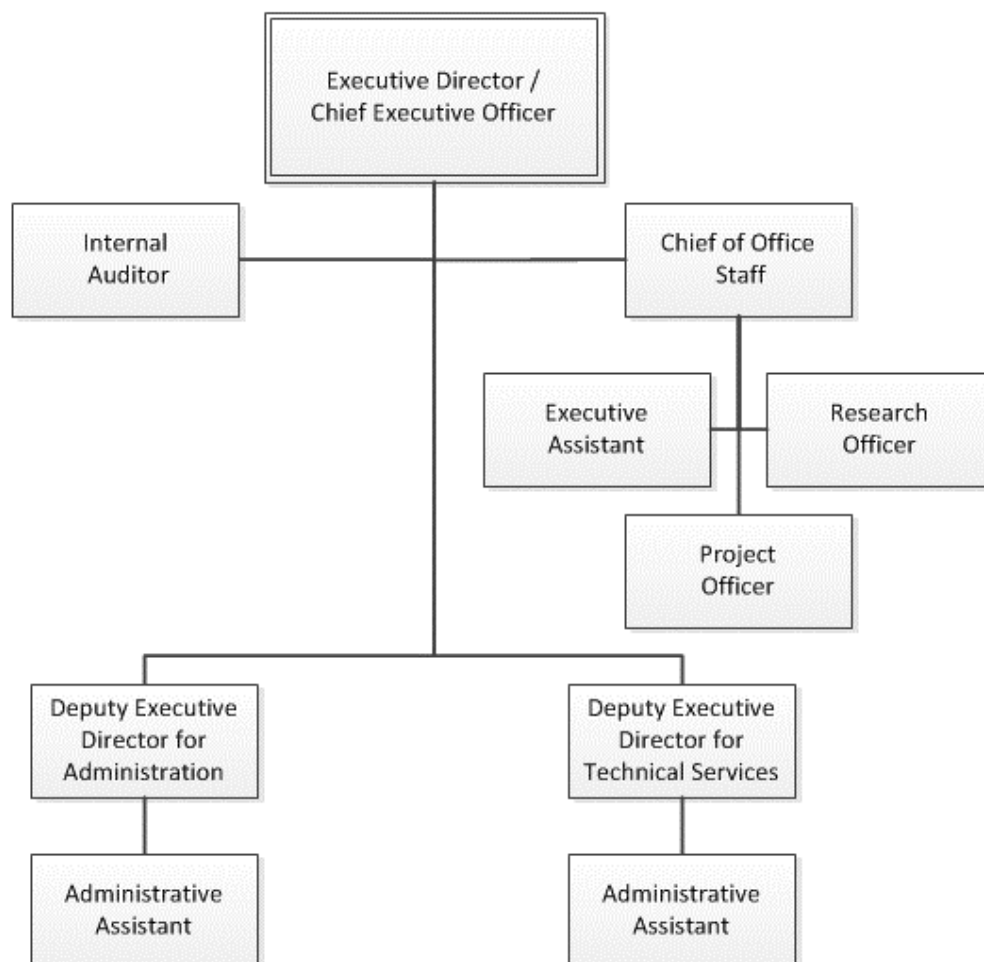 Executive Director /
Chief Executive Officer
Internal
Auditor
Chief of Office
Staff
Executive
Assistant
Research
Officer
Project
Officer
Deputy Executive
Director for
Administration
Deputy Executive
Director for
Technical Services
Administrative
Assistant
Administrative
Assistant